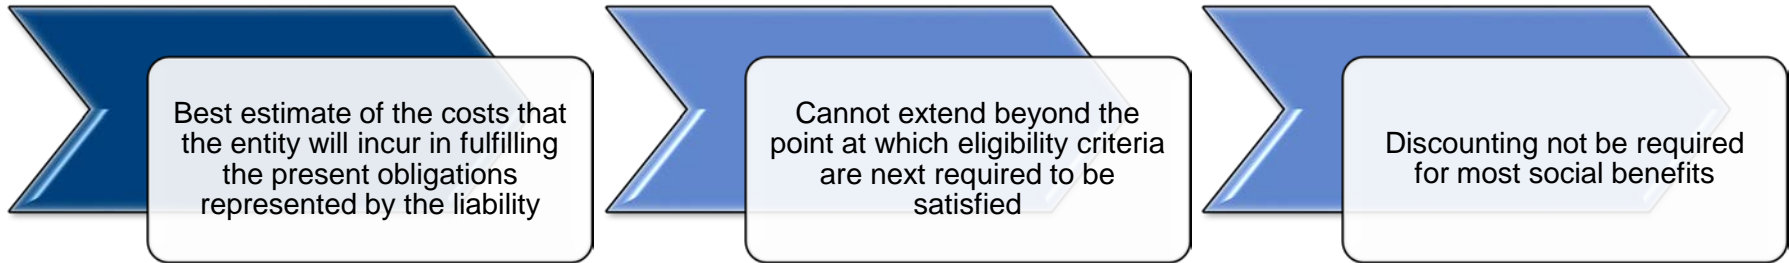 Best estimate of the costs that
the entity will incur in fulfilling
the present obligations
represented by the liability
Cannot extend beyond the
point at which eligibility criteria
are next required to be
satisfied
Discounting not be required
for most social benefits